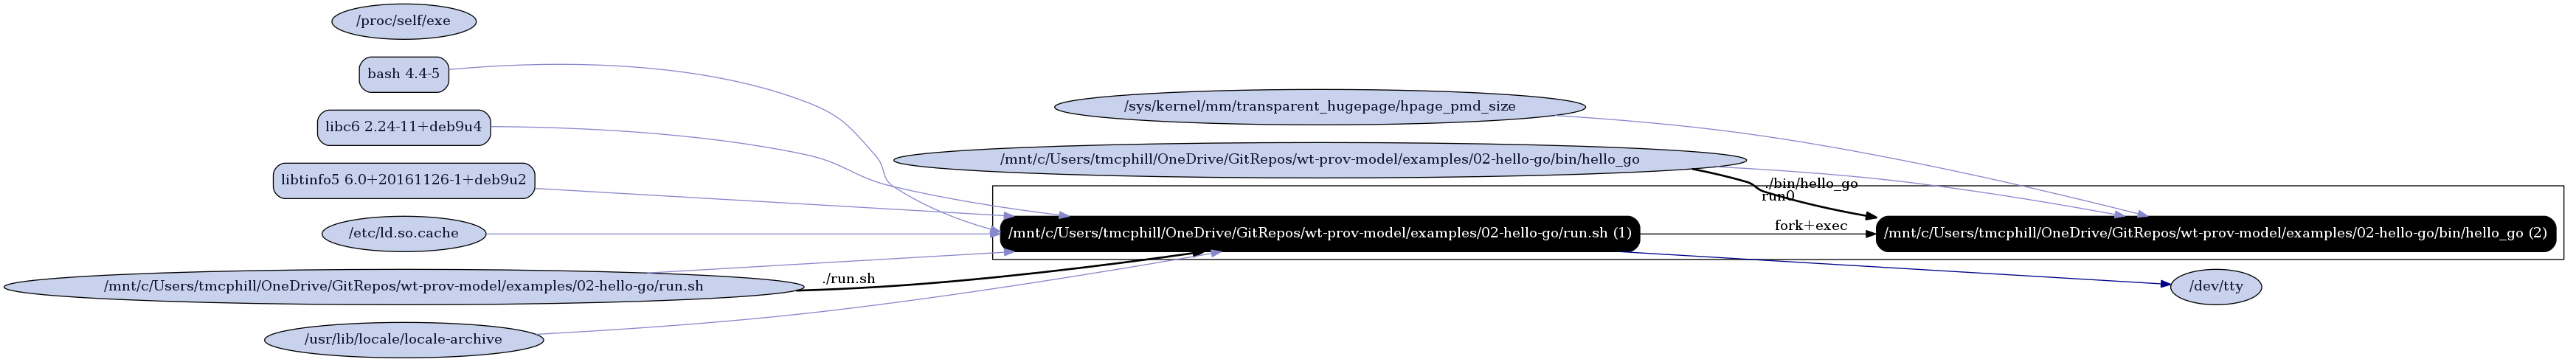 /proc/self/exe
bash 4.4-5
libc6 2.24-11+deb9u4
libtinfo5 6.0+20161126-1+deb9u2
/etc/ld.so.cache
/mnt/c/Users/tmcphill/OneDrive/GitRepos/wt-prov-model/examples/02-hello-go/run.sh
/usr/lib/locale/locale-archive
./run.sh
/sys/kernel/mm/transparent_hugepage/hpage_pmd_size
/mnt/c/Users/tmcphill/OneDrive/GitRepos/wt-prov-model/examples/02-hello-go/bin/hello_go
./bin/hello_go
run0
/mnt/c/Users/tmcphill/OneDrive/GitRepos/wt-prov-model/examples/02-hello-go/run.sh (1)
fork+exec
/mnt/c/Users/tmcphill/OneDrive/GitRepos/wt-prov-model/examples/02-hello-go/bin/hello_go (2)
/dev/tty